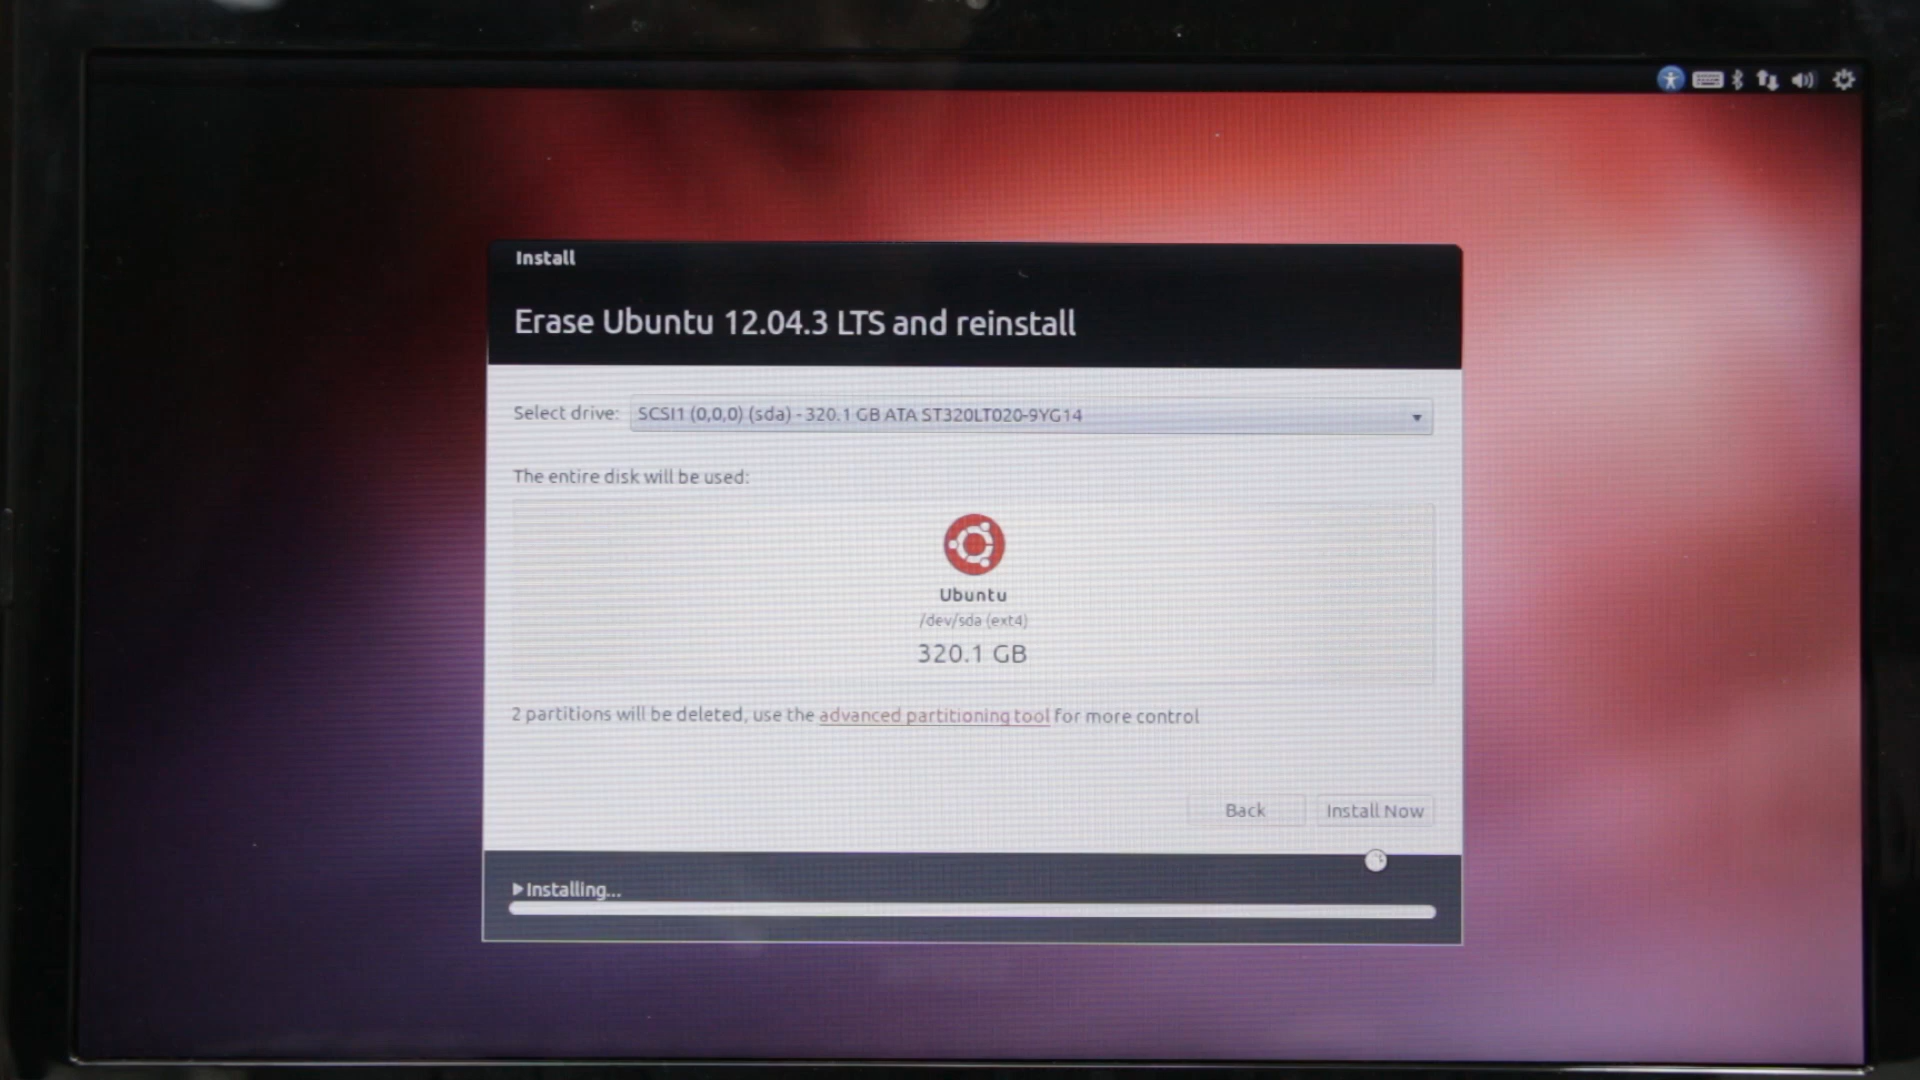 Install
Erase Ubuntu 12.04.3 LTS and reinstall
Select drive: SCSI1 (0,0,0) (sda) - 320.1 GB ATA ST320LT020-9YG14
The entire disk will be used:
Ubuntu
/dev/sda (ext4)
320.1 GB
2 partitions will be deleted, use the advanced partitioning tool for more control
Back Install Now
Installing...